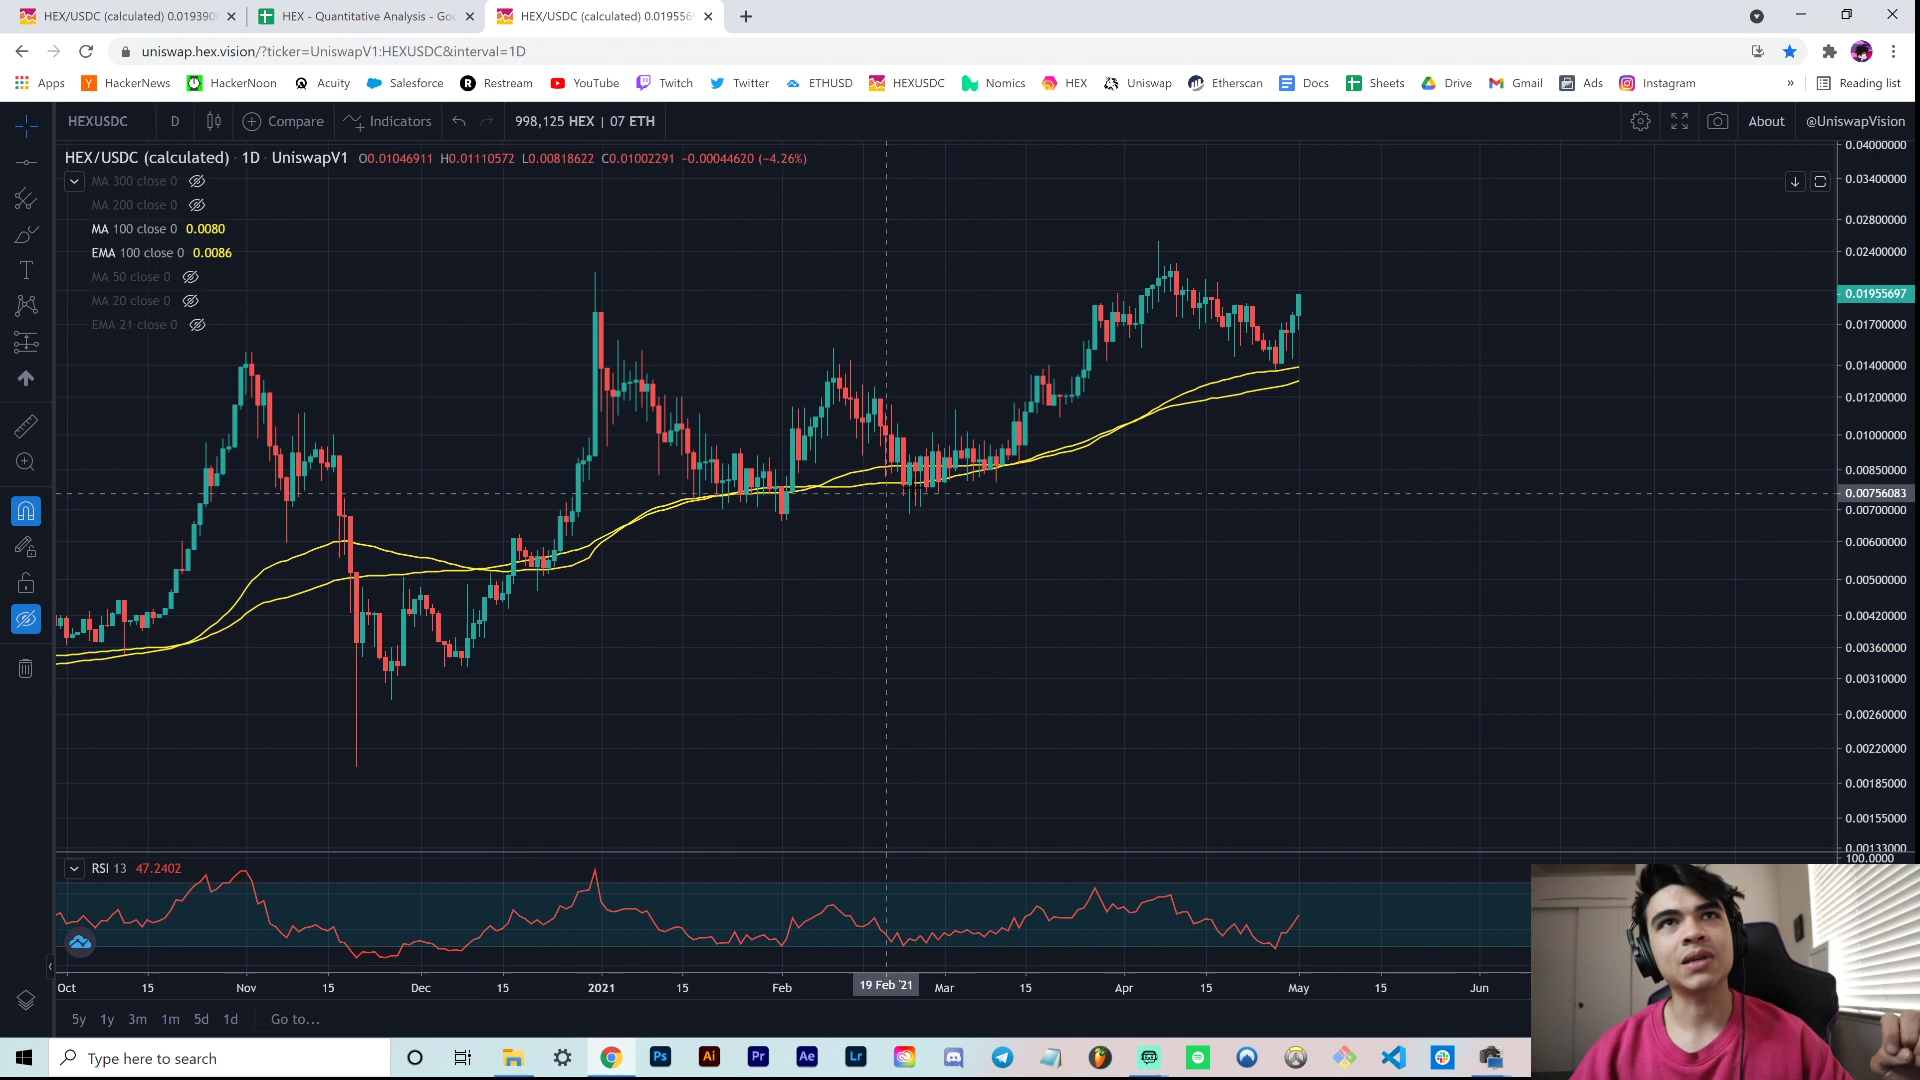 HEX/USDC (calculated) 0.019390
HEX - Quantitative Analysis - Goo
HEX/USDC (calculated) 0.019556
uniswap.hex.vision/?ticker=UniswapV1:HEXUSDC&interval=1D
Apps HackerNews HackerNoon Acuity Salesforce Restream YouTube Twitch Twitter ETHUSD HEXUSDC Nomics HEX Uniswap Etherscan Docs Sheets Drive Gmail Ads Instagram » Reading list
HEXUSDC D Compare Indicators 998,125 HEX | 07 ETH About @UniswapVision
HEX/USDC (calculated) · 1D · UniswapV1 O0.01046911 H0.01110572 L0.00818622 C0.01002291 −0.00044620 (−4.26%)
MA 300 close 0
MA 200 close 0
MA 100 close 0 0.0080
EMA 100 close 0 0.0086
MA 50 close 0
MA 20 close 0
EMA 21 close 0
0.04000000
0.03400000
0.02800000
0.02400000
0.01955697
0.01700000
0.01400000
0.01200000
0.01000000
0.00850000
0.00756083
0.00700000
0.00600000
0.00500000
0.00420000
0.00360000
0.00310000
0.00260000
0.00220000
0.00185000
0.00155000
0.00133000
100.0000
RSI 13 47.2402
Oct 15 Nov 15 Dec 15 2021 15 Feb 19 Feb '21 Mar 15 Apr 15 May 15 Jun
5y 1y 3m 1m 5d 1d Go to...
Type here to search
Ps Ai Pr Ae Lr